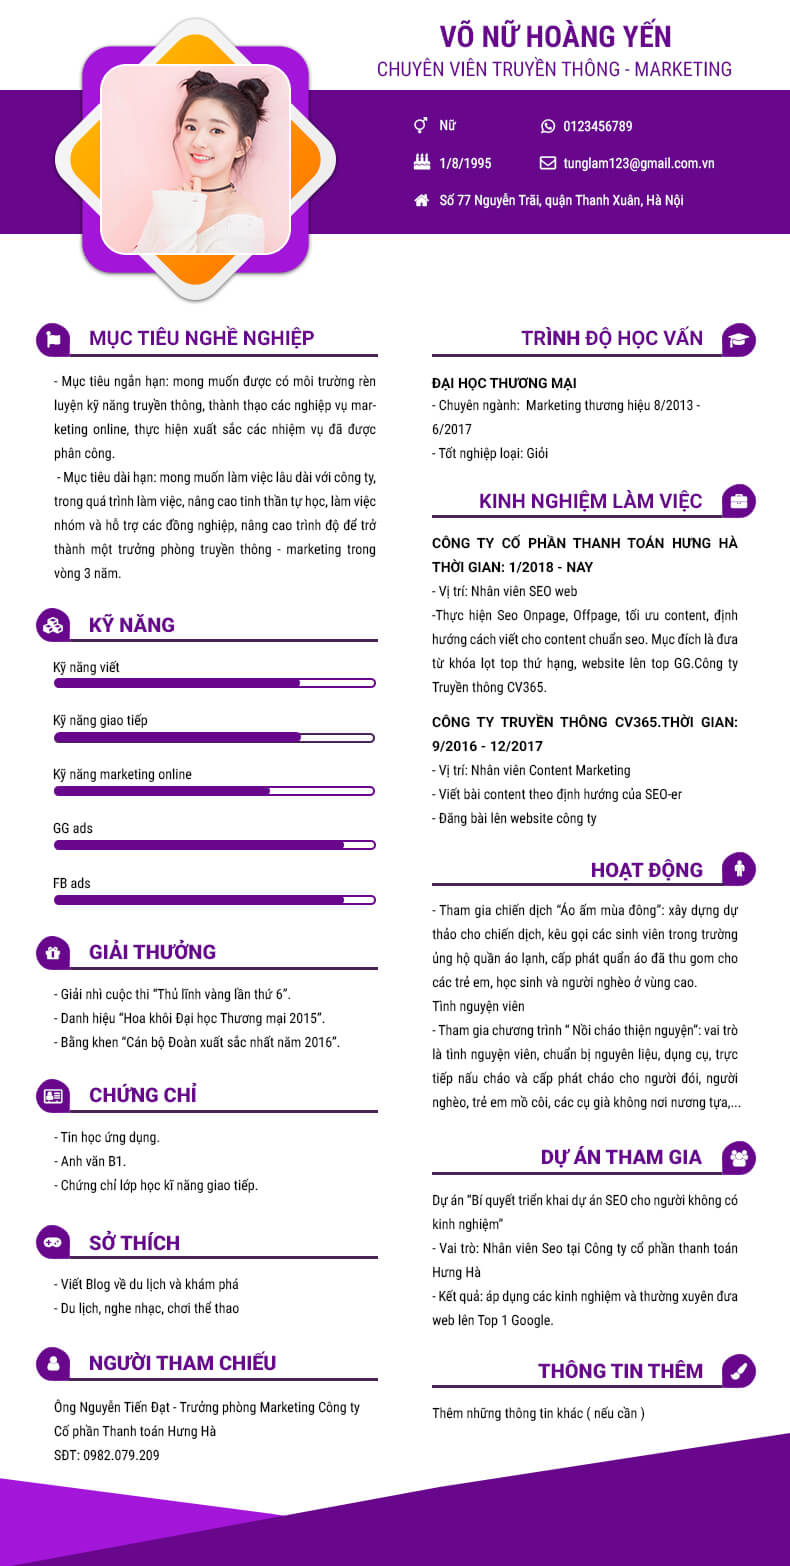 VÕ NỮ HOÀNG YẾN
CHUYÊN VIÊN TRUYỀN THÔNG - MARKETING
Nữ
0123456789
1/8/1995
tunglam123@gmail.com.vn
Số 77 Nguyễn Trãi, quận Thanh Xuân, Hà Nội
MỤC TIÊU NGHỀ NGHIỆP
- Mục tiêu ngắn hạn: mong muốn được có môi trường rèn
luyện kỹ năng truyền thông, thành thạo các nghiệp vụ mar-
keting online, thực hiện xuất sắc các nhiệm vụ đã được
phân công.
- Mục tiêu dài hạn: mong muốn làm việc lâu dài với công ty,
trong quá trình làm việc, nâng cao tinh thần tự học, làm việc
nhóm và hỗ trợ các đồng nghiệp, nâng cao trình độ để trở
thành một trưởng phòng truyền thông - marketing trong
vòng 3 năm.
KỸ NĂNG
Kỹ năng viết
Kỹ năng giao tiếp
Kỹ năng marketing online
GG ads
FB ads
GIẢI THƯỞNG
- Giải nhì cuộc thi “Thủ lĩnh vàng lần thứ 6”.
- Danh hiệu “Hoa khôi Đại học Thương mại 2015”.
- Bằng khen “Cán bộ Đoàn xuất sắc nhất năm 2016”.
CHỨNG CHỈ
- Tin học ứng dụng.
- Anh văn B1.
- Chứng chỉ lớp học kĩ năng giao tiếp.
SỞ THÍCH
- Viết Blog về du lịch và khám phá
- Du lịch, nghe nhạc, chơi thể thao
NGƯỜI THAM CHIẾU
Ông Nguyễn Tiến Đạt - Trưởng phòng Marketing Công ty
Cổ phần Thanh toán Hưng Hà
SĐT: 0982.079.209
TRÌNH ĐỘ HỌC VẤN
ĐẠI HỌC THƯƠNG MẠI
- Chuyên ngành: Marketing thương hiệu 8/2013 -
6/2017
- Tốt nghiệp loại: Giỏi
KINH NGHIỆM LÀM VIỆC
CÔNG TY CỔ PHẦN THANH TOÁN HƯNG HÀ
THỜI GIAN: 1/2018 - NAY
- Vị trí: Nhân viên SEO web
-Thực hiện Seo Onpage, Offpage, tối ưu content, định
hướng cách viết cho content chuẩn seo. Mục đích là đưa
từ khóa lọt top thứ hạng, website lên top GG.Công ty
Truyền thông CV365.
CÔNG TY TRUYỀN THÔNG CV365.THỜI GIAN:
9/2016 - 12/2017
- Vị trí: Nhân viên Content Marketing
- Viết bài content theo định hướng của SEO-er
- Đăng bài lên website công ty
HOẠT ĐỘNG
- Tham gia chiến dịch “Áo ấm mùa đông”: xây dựng dự
thảo cho chiến dịch, kêu gọi các sinh viên trong trường
ủng hộ quần áo lạnh, cấp phát quẩn áo đã thu gom cho
các trẻ em, học sinh và người nghèo ở vùng cao.
Tình nguyện viên
- Tham gia chương trình “ Nồi cháo thiện nguyện”: vai trò
là tình nguyện viên, chuẩn bị nguyên liệu, dụng cụ, trực
tiếp nấu cháo và cấp phát cháo cho người đói, người
nghèo, trẻ em mồ côi, các cụ già không nơi nương tựa,...
DỰ ÁN THAM GIA
Dự án “Bí quyết triển khai dự án SEO cho người không có
kinh nghiệm”
- Vai trò: Nhân viên Seo tại Công ty cổ phần thanh toán
Hưng Hà
- Kết quả: áp dụng các kinh nghiệm và thường xuyên đưa
web lên Top 1 Google.
THÔNG TIN THÊM
Thêm những thông tin khác ( nếu cần )